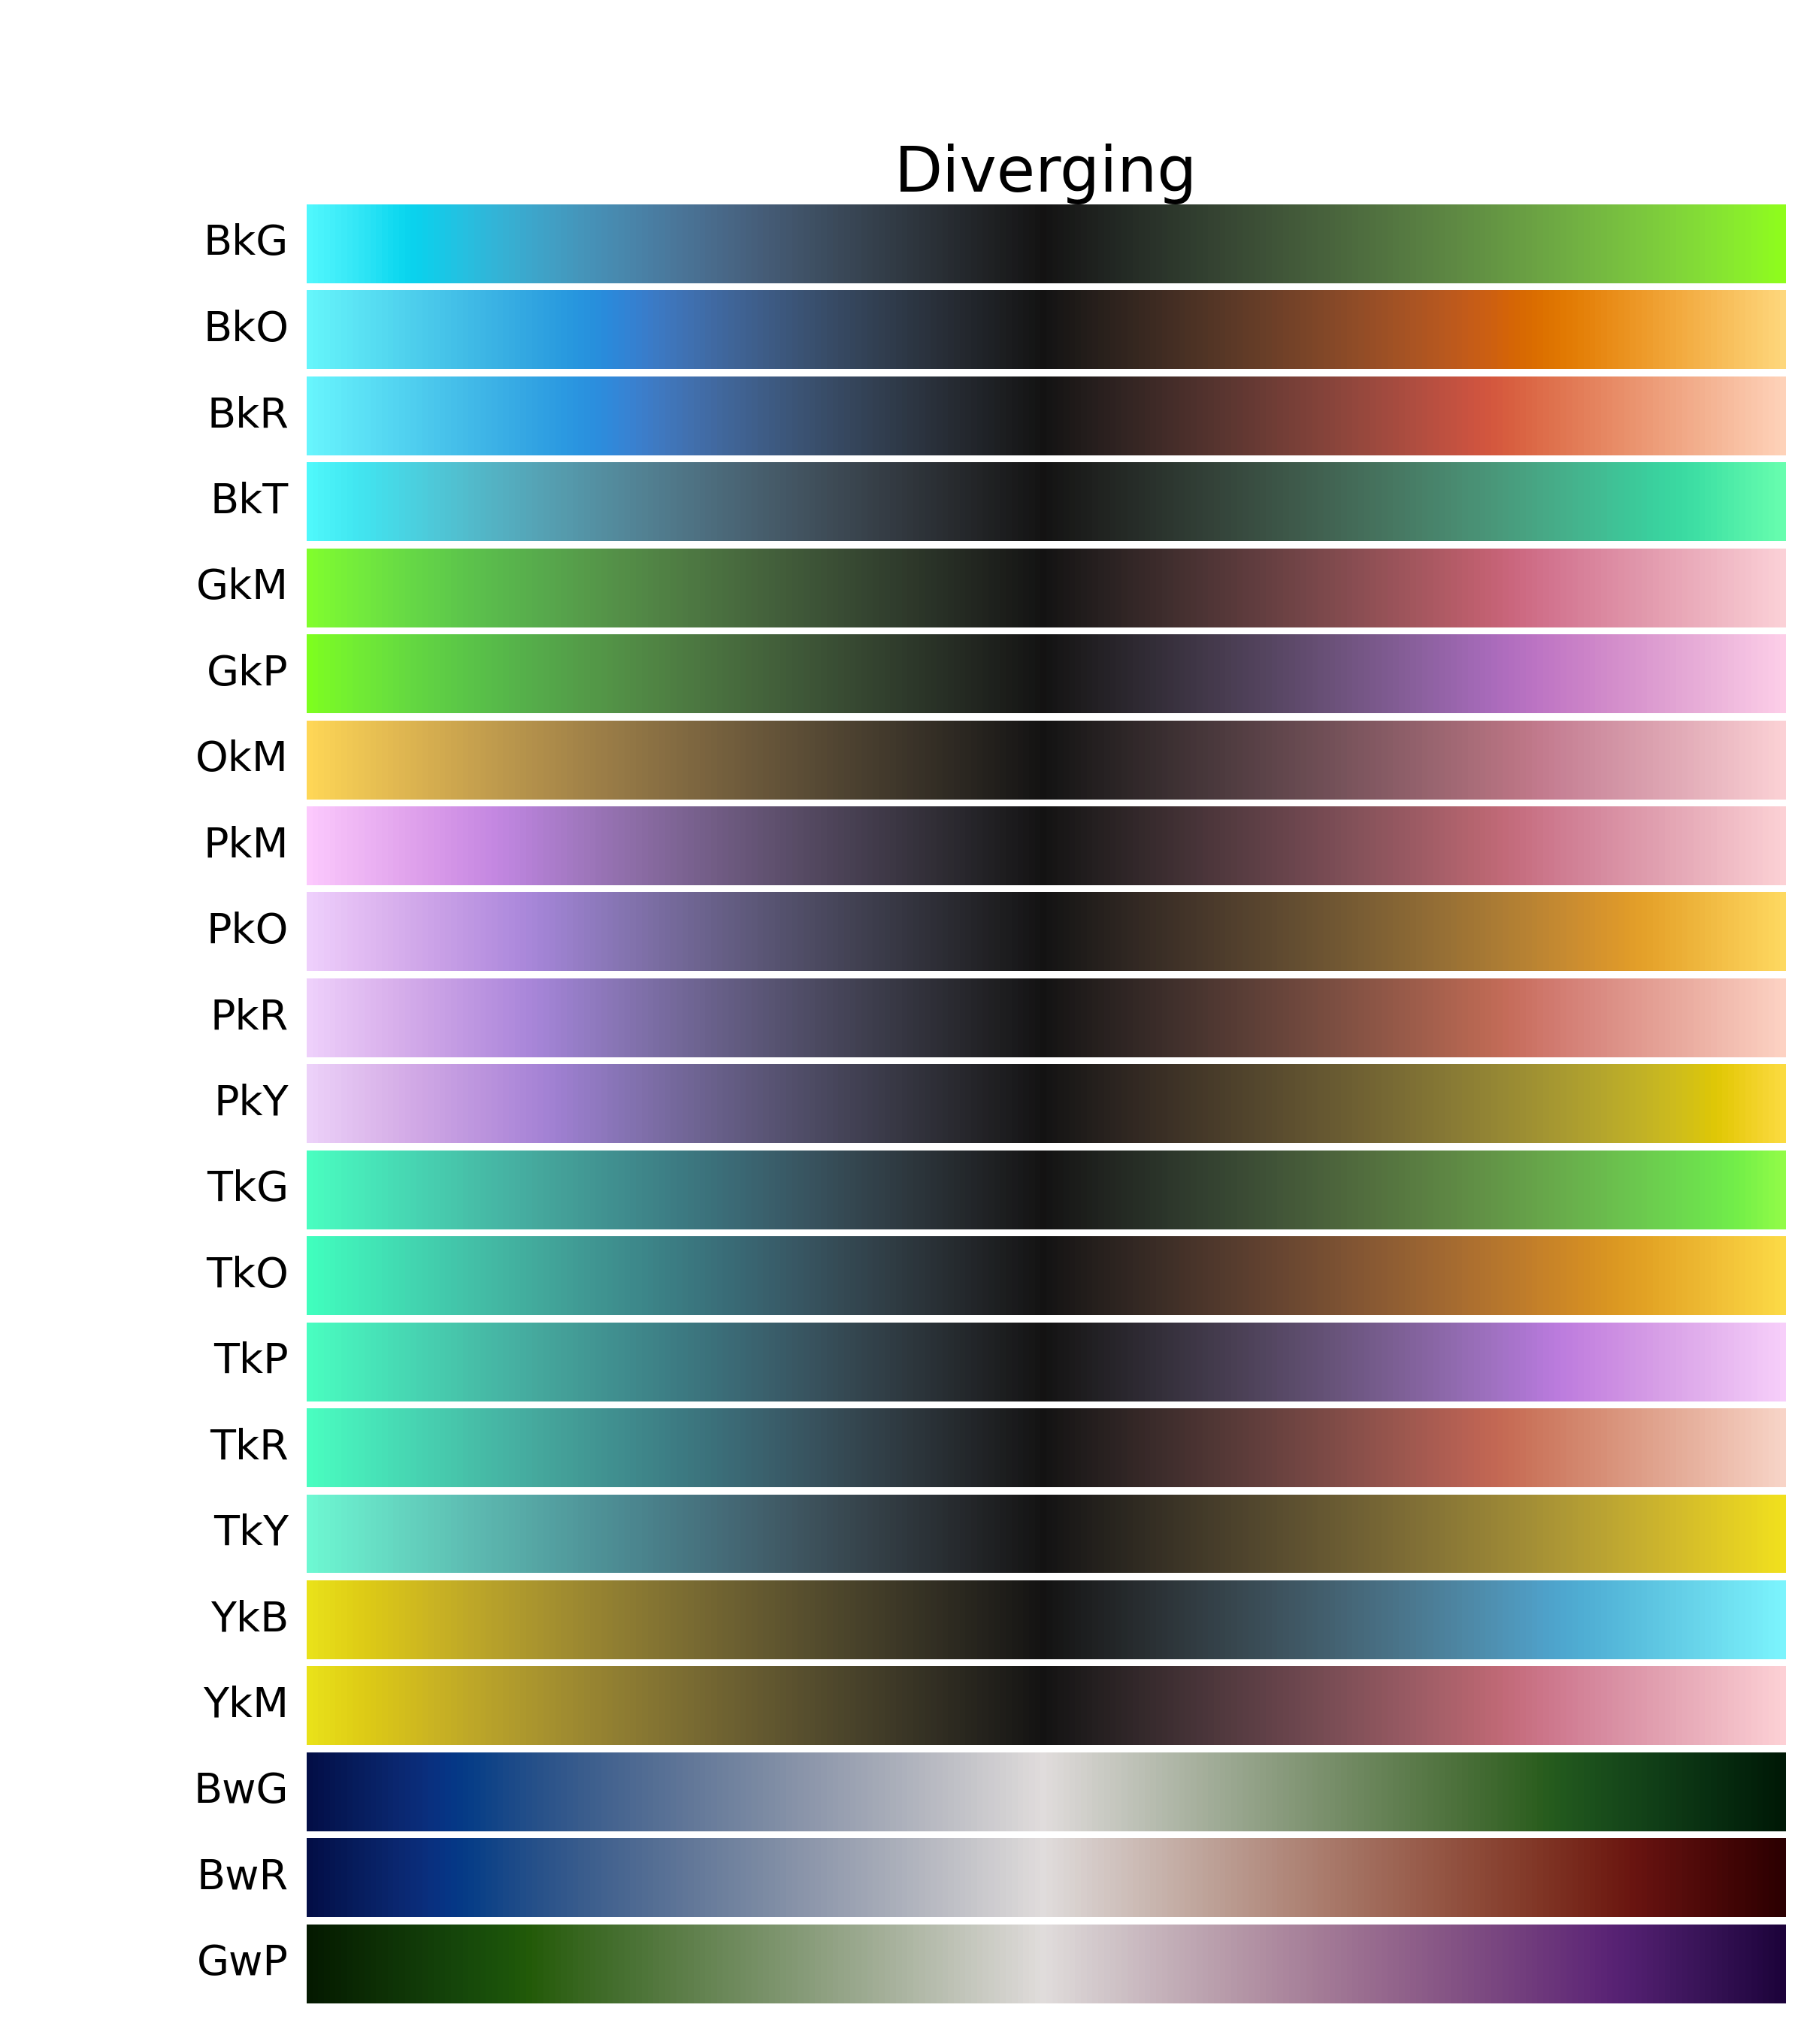 Diverging
BkG
BkO
BkR
BkT
GkM
GkP
OkM
PkM
PkO
PkR
PkY
TkG
TkO
TkP
TkR
TkY
YkB
YkM
BwG
BwR
GwP